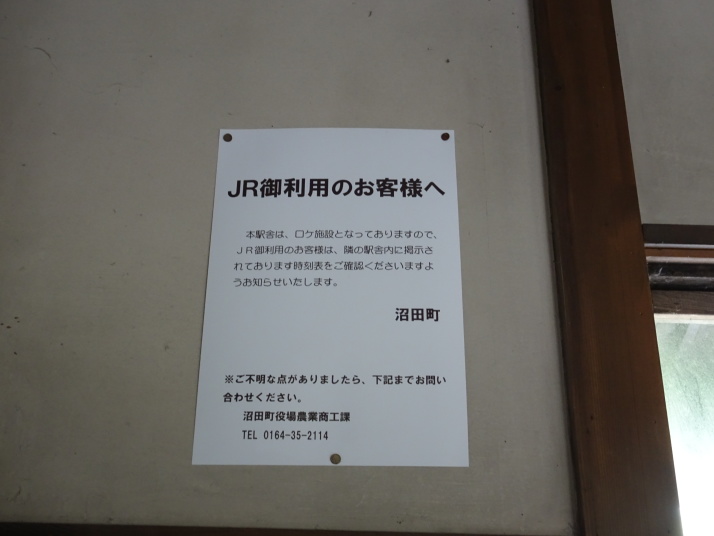 JR御利用のお客様へ
本駅舎は、ロケ施設となっておりますので、
ＪＲ御利用のお客様は、隣の駅舎内に掲示さ
れております時刻表をご確認くださいますよ
うお知らせいたします。
沼田町
※ご不明な点がありましたら、下記までお問い
合わせください。
沼田町役場農業商工課
TEL 0164-35-2114